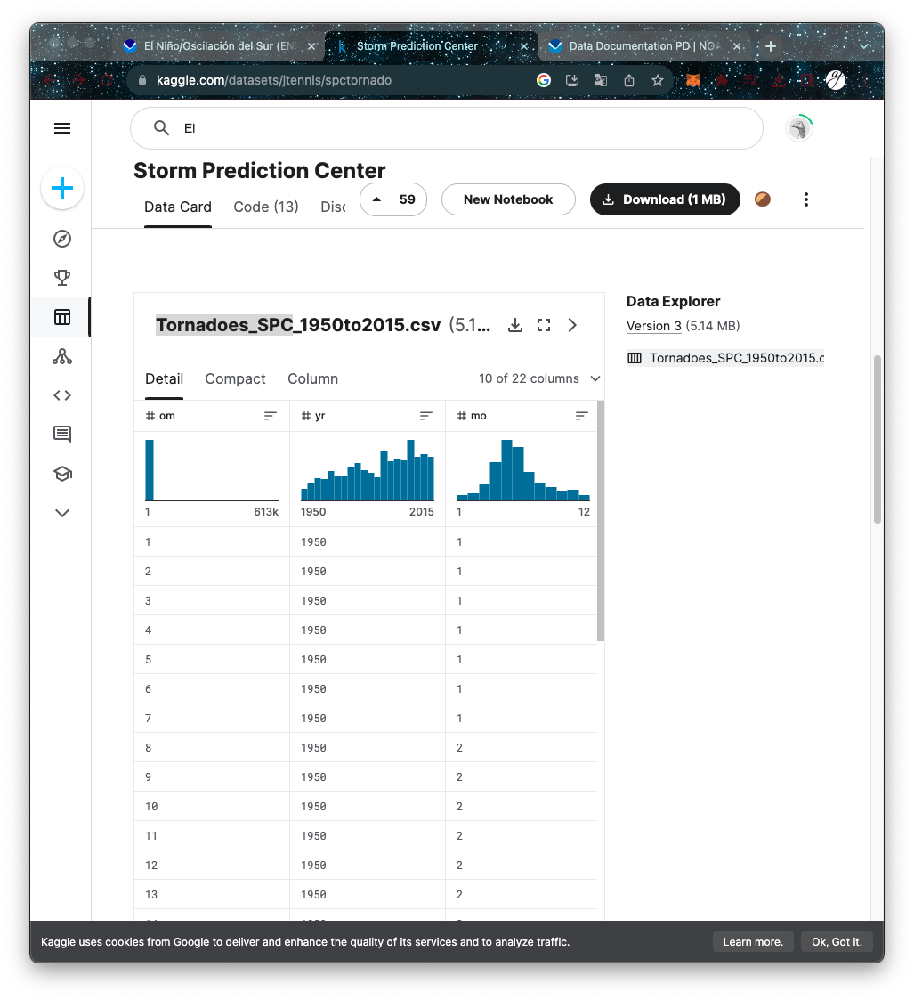 El Niño/Oscilación del Sur (EN
Storm Prediction Center
Data Documentation PD | NOA
kaggle.com/datasets/jtennis/spctornado
El
Storm Prediction Center
Data Card
Code (13)
Disc
59
New Notebook
Download (1 MB)
Tornadoes_SPC_1950to2015.csv (5.1...
Detail
Compact
Column
10 of 22 columns
# om
# yr
# mo
1 613k
1950 2015
1 12
1 1950 1
2 1950 1
3 1950 1
4 1950 1
5 1950 1
6 1950 1
7 1950 1
8 1950 2
9 1950 2
10 1950 2
11 1950 2
12 1950 2
13 1950 2
Data Explorer
Version 3 (5.14 MB)
Tornadoes_SPC_1950to2015.c
Kaggle uses cookies from Google to deliver and enhance the quality of its services and to analyze traffic.
Learn more.
Ok, Got it.